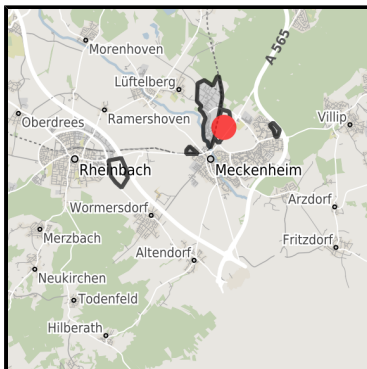 Morenhoven
A 565
Lüftelberg
Oberdrees
Ramershoven
Villip
Rheinbach
Meckenheim
Arzdorf
Wormersdorf
Merzbach
Altendorf
Fritzdorf
Neukirchen
Todenfeld
Hilberath